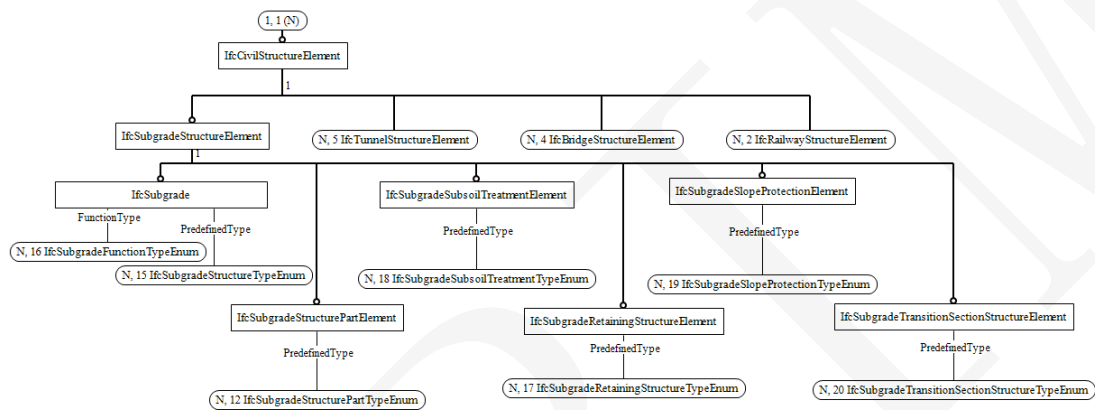 1, 1 (N)
IfcCivilStructureElement
1
IfcSubgradeStructureElement
N, 5 IfcTunnelStructureElement
N, 4 IfcBridgeStructureElement
N, 2 IfcRailwayStructureElement
1
IfcSubgrade
IfcSubgradeSubsoilTreatmentElement
IfcSubgradeSlopeProtectionElement
FunctionType
PredefinedType
PredefinedType
PredefinedType
N, 16 IfcSubgradeFunctionTypeEnum
N, 15 IfcSubgradeStructureTypeEnum
N, 18 IfcSubgradeSubsoilTreatmentTypeEnum
N, 19 IfcSubgradeSlopeProtectionTypeEnum
IfcSubgradeStructurePartElement
IfcSubgradeRetainingStructureElement
IfcSubgradeTransitionSectionStructureElement
PredefinedType
PredefinedType
PredefinedType
N, 12 IfcSubgradeStructurePartTypeEnum
N, 17 IfcSubgradeRetainingStructureTypeEnum
N, 20 IfcSubgradeTransitionSectionStructureTypeEnum